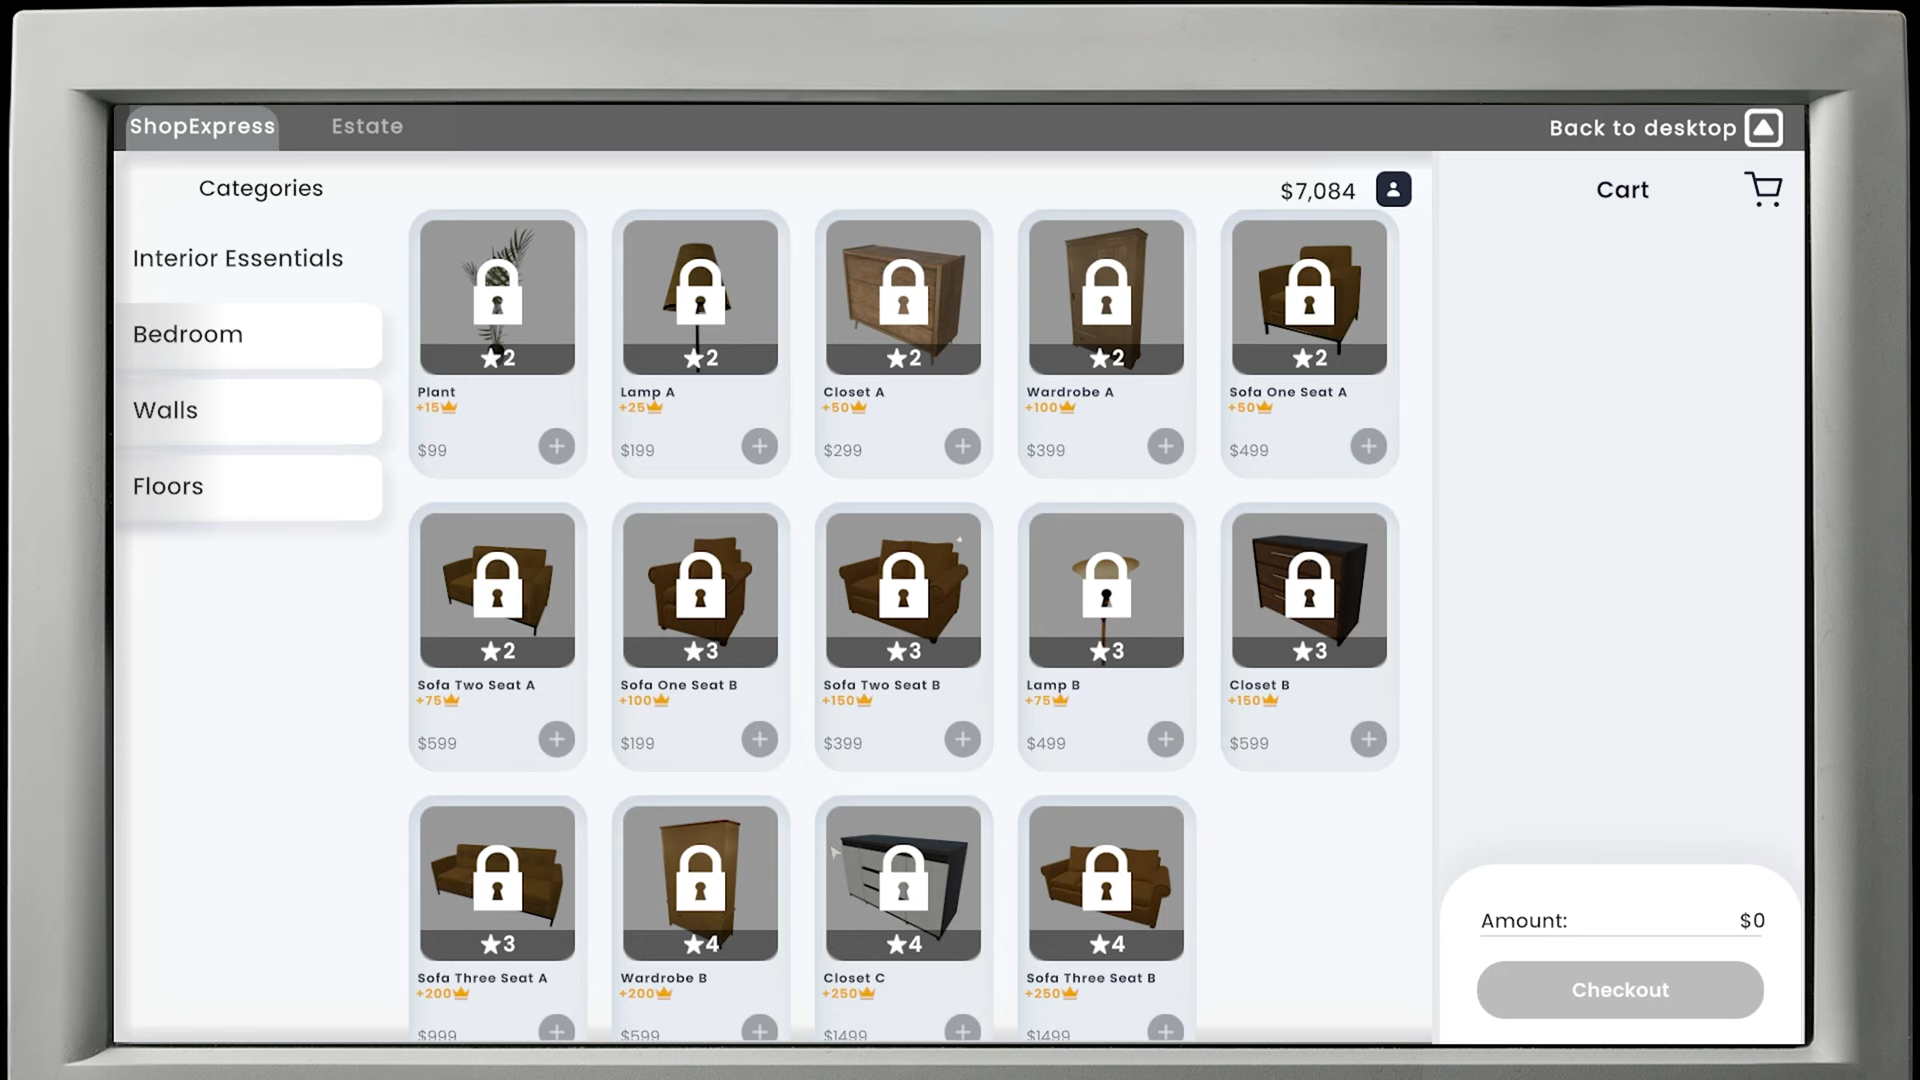 ShopExpress
Estate
Back to desktop
Categories
$7,084
Cart
Interior Essentials
Bedroom
Walls
Floors
2
2
2
2
2
Plant
Lamp A
Closet A
Wardrobe A
Sofa One Seat A
+15
+25
+50
+100
+50
$99
$199
$299
$399
$499
2
3
3
3
3
Sofa Two Seat A
Sofa One Seat B
Sofa Two Seat B
Lamp B
Closet B
+75
+100
+150
+75
+150
$599
$199
$399
$499
$599
3
4
4
4
Sofa Three Seat A
Wardrobe B
Closet C
Sofa Three Seat B
+200
+200
+250
+250
$999
$599
$1499
$1499
Amount:
$0
Checkout